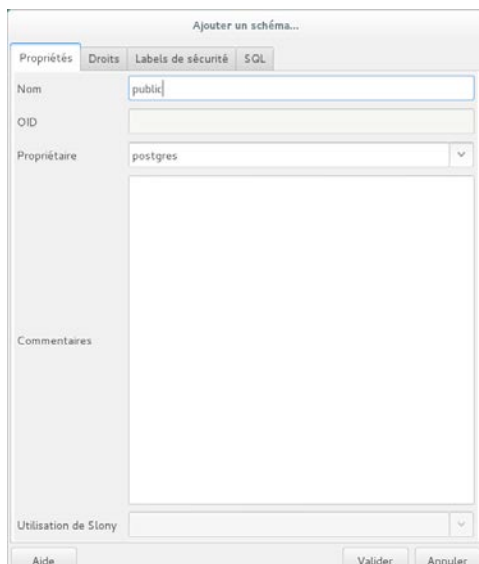 Ajouter un schéma...
Propriétés Droits Labels de sécurité SQL
Nom public
OID
Propriétaire postgres
Commentaires
Utilisation de Slony
Aide Valider Annuler